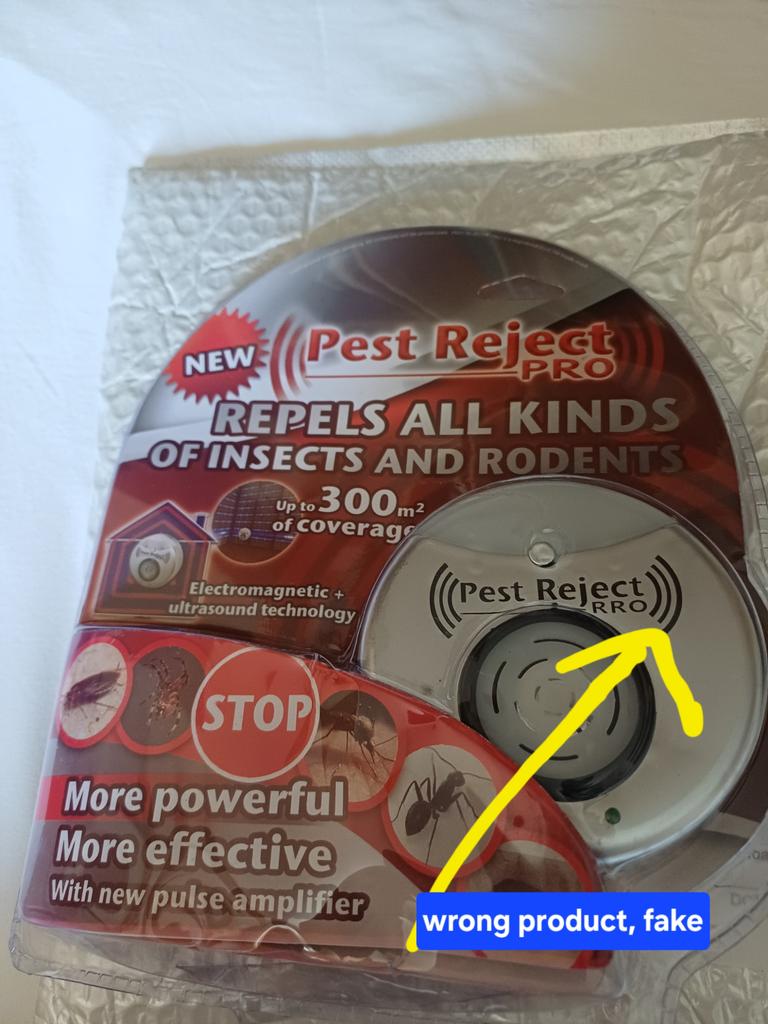 NEW
Pest Reject
PRO
REPELS ALL KINDS
OF INSECTS AND RODENTS
Up to 300m²
of coverage
Electromagnetic +
ultrasound technology
Pest Reject
RRO
STOP
More powerful
More effective
With new pulse amplifier
wrong product, fake